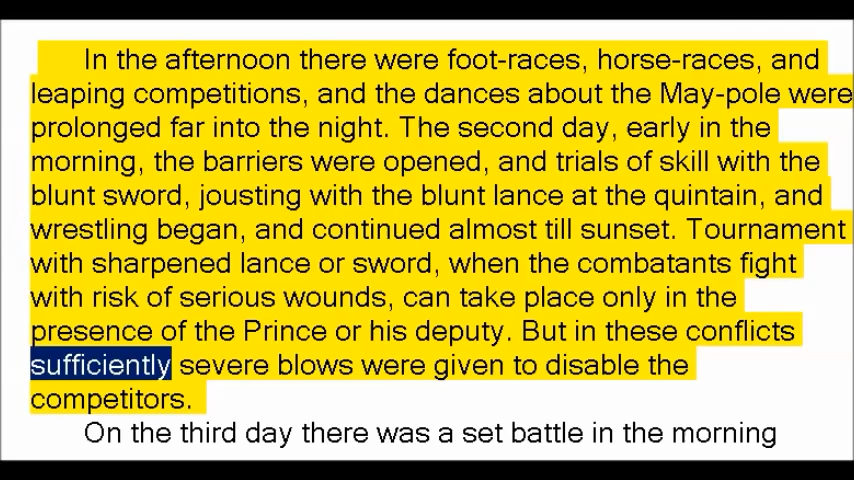 In the afternoon there were foot-races, horse-races, and
leaping competitions, and the dances about the May-pole were
prolonged far into the night. The second day, early in the
morning, the barriers were opened, and trials of skill with the
blunt sword, jousting with the blunt lance at the quintain, and
wrestling began, and continued almost till sunset. Tournament
with sharpened lance or sword, when the combatants fight
with risk of serious wounds, can take place only in the
presence of the Prince or his deputy. But in these conflicts
sufficiently severe blows were given to disable the
competitors.
On the third day there was a set battle in the morning